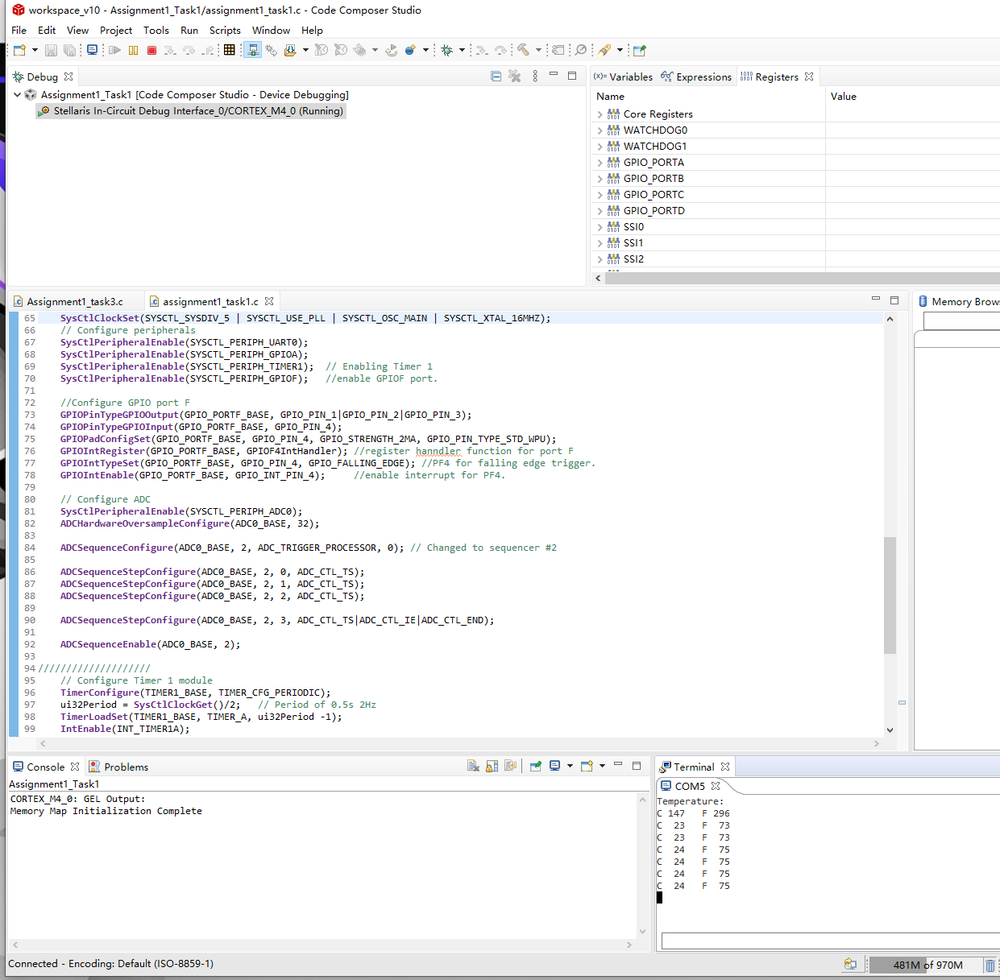 workspace_v10 - Assignment1_Task1/assignment1_task1.c - Code Composer Studio
File Edit View Project Tools Run Scripts Window Help
Debug
Assignment1_Task1 [Code Composer Studio - Device Debugging]
Stellaris In-Circuit Debug Interface_0/CORTEX_M4_0 (Running)
(x)= Variables Expressions Registers
Name Value
Core Registers
WATCHDOG0
WATCHDOG1
GPIO_PORTA
GPIO_PORTB
GPIO_PORTC
GPIO_PORTD
SSI0
SSI1
SSI2
Assignment1_task3.c assignment1_task1.c
65 SysCtlClockSet(SYSCTL_SYSDIV_5 | SYSCTL_USE_PLL | SYSCTL_OSC_MAIN | SYSCTL_XTAL_16MHZ);
66 // Configure peripherals
67 SysCtlPeripheralEnable(SYSCTL_PERIPH_UART0);
68 SysCtlPeripheralEnable(SYSCTL_PERIPH_GPIOA);
69 SysCtlPeripheralEnable(SYSCTL_PERIPH_TIMER1); // Enabling Timer 1
70 SysCtlPeripheralEnable(SYSCTL_PERIPH_GPIOF); //enable GPIOF port.
71
72 //Configure GPIO port F
73 GPIOPinTypeGPIOOutput(GPIO_PORTF_BASE, GPIO_PIN_1|GPIO_PIN_2|GPIO_PIN_3);
74 GPIOPinTypeGPIOInput(GPIO_PORTF_BASE, GPIO_PIN_4);
75 GPIOPadConfigSet(GPIO_PORTF_BASE, GPIO_PIN_4, GPIO_STRENGTH_2MA, GPIO_PIN_TYPE_STD_WPU);
76 GPIOIntRegister(GPIO_PORTF_BASE, GPIOF4IntHandler); //register hanndler function for port F
77 GPIOIntTypeSet(GPIO_PORTF_BASE, GPIO_PIN_4, GPIO_FALLING_EDGE); //PF4 for falling edge trigger.
78 GPIOIntEnable(GPIO_PORTF_BASE, GPIO_INT_PIN_4); //enable interrupt for PF4.
79
80 // Configure ADC
81 SysCtlPeripheralEnable(SYSCTL_PERIPH_ADC0);
82 ADCHardwareOversampleConfigure(ADC0_BASE, 32);
83
84 ADCSequenceConfigure(ADC0_BASE, 2, ADC_TRIGGER_PROCESSOR, 0); // Changed to sequencer #2
85
86 ADCSequenceStepConfigure(ADC0_BASE, 2, 0, ADC_CTL_TS);
87 ADCSequenceStepConfigure(ADC0_BASE, 2, 1, ADC_CTL_TS);
88 ADCSequenceStepConfigure(ADC0_BASE, 2, 2, ADC_CTL_TS);
89
90 ADCSequenceStepConfigure(ADC0_BASE, 2, 3, ADC_CTL_TS|ADC_CTL_IE|ADC_CTL_END);
91
92 ADCSequenceEnable(ADC0_BASE, 2);
93
94 ////////////////////
95 // Configure Timer 1 module
96 TimerConfigure(TIMER1_BASE, TIMER_CFG_PERIODIC);
97 ui32Period = SysCtlClockGet()/2; // Period of 0.5s 2Hz
98 TimerLoadSet(TIMER1_BASE, TIMER_A, ui32Period -1);
99 IntEnable(INT_TIMER1A);
Memory Brow
Console Problems
Assignment1_Task1
CORTEX_M4_0: GEL Output:
Memory Map Initialization Complete
Terminal
COM5
Temperature:
C 147 F 296
C 23 F 73
C 23 F 73
C 24 F 75
C 24 F 75
C 24 F 75
C 24 F 75
Connected - Encoding: Default (ISO-8859-1)
481M of 970M